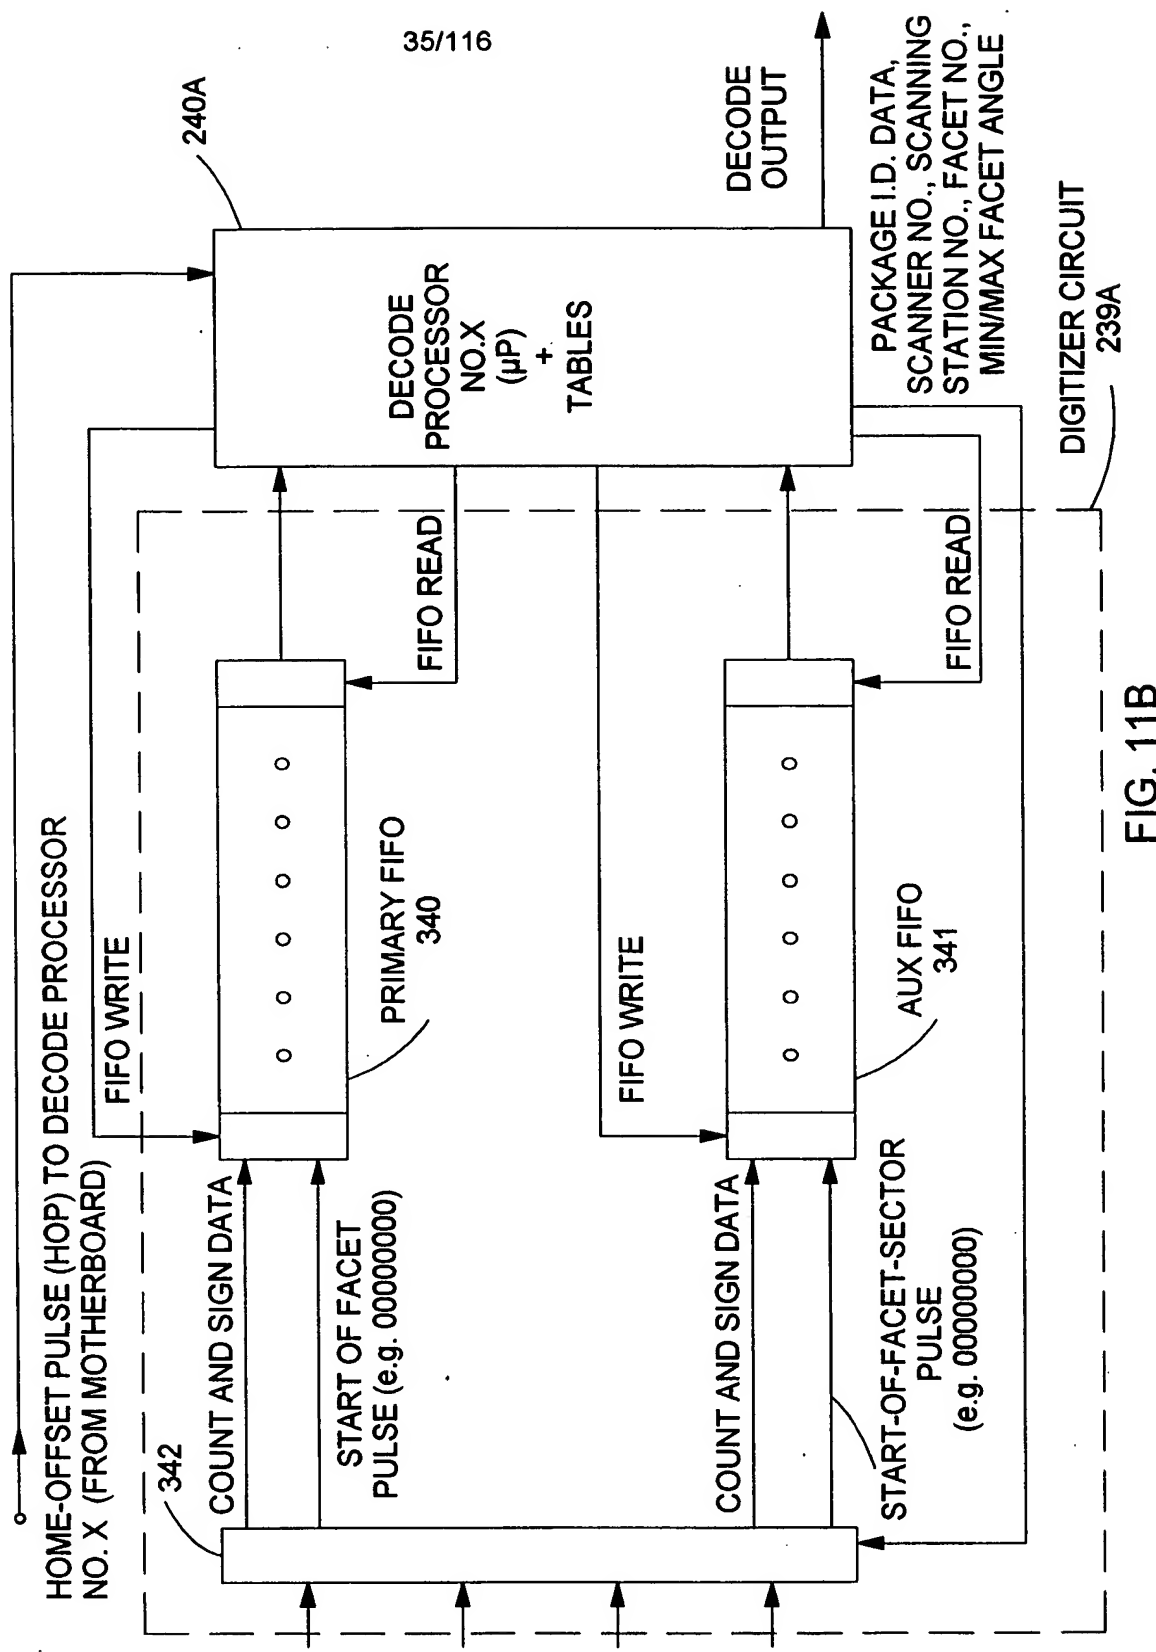 35/116
HOME-OFFSET PULSE (HOP) TO DECODE PROCESSOR
NO. X (FROM MOTHERBOARD)
240A
FIFO WRITE
342
COUNT AND SIGN DATA
START OF FACET
PULSE (e.g. 00000000)
PRIMARY FIFO
340
FIFO READ
DECODE
PROCESSOR
NO.X
(µP)
+
TABLES
DECODE
OUTPUT
FIFO WRITE
COUNT AND SIGN DATA
START-OF-FACET-SECTOR
PULSE
(e.g. 00000000)
AUX FIFO
341
FIFO READ
PACKAGE I.D. DATA,
SCANNER NO., SCANNING
STATION NO., FACET NO.,
MIN/MAX FACET ANGLE
DIGITIZER CIRCUIT
239A
FIG. 11B